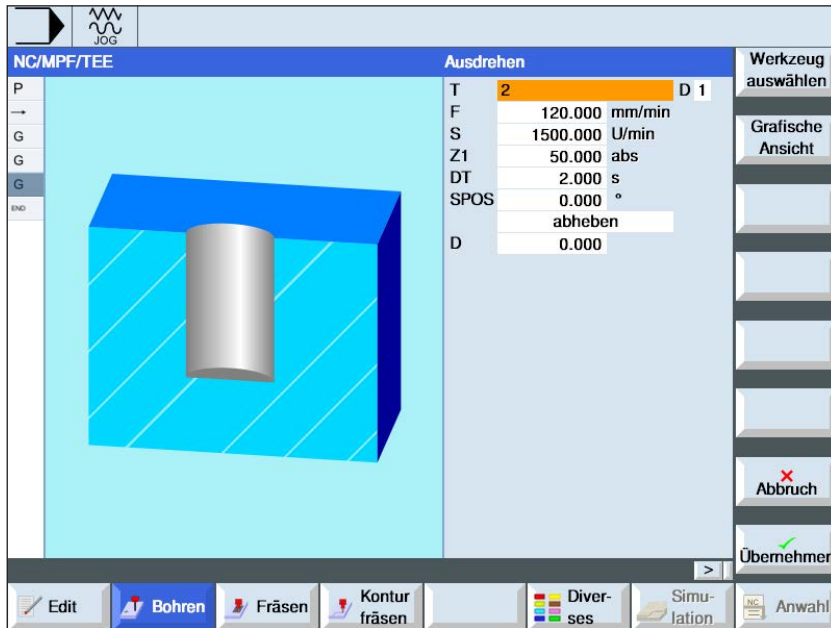 JOG
NC/MPF/TEE
Ausdrehen
P
→
G
G
G
END
T 2 D 1
F 120.000 mm/min
S 1500.000 U/min
Z1 50.000 abs
DT 2.000 s
SPOS 0.000 °
abheben
D 0.000
Werkzeug
auswählen
Grafische
Ansicht
Abbruch
Übernehmer
>
Edit
Bohren
Fräsen
Kontur
fräsen
Diver-
ses
Simu-
lation
NC
Anwahl